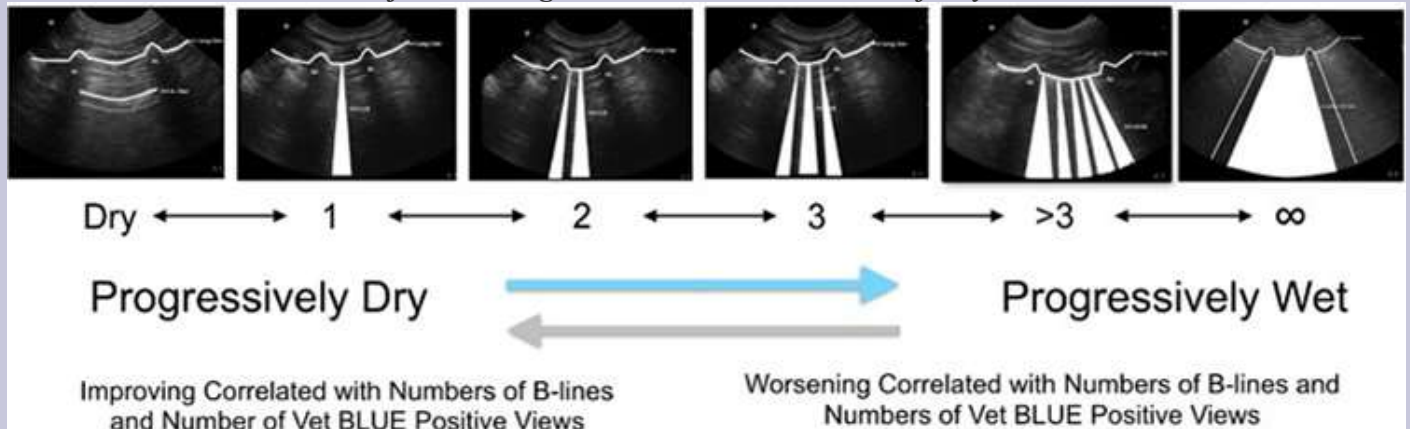 Dry
1
2
3
>3
∞
Progressively Dry
Progressively Wet
Improving Correlated with Numbers of B-lines
and Number of Vet BLUE Positive Views
Worsening Correlated with Numbers of B-lines and
Numbers of Vet BLUE Positive Views